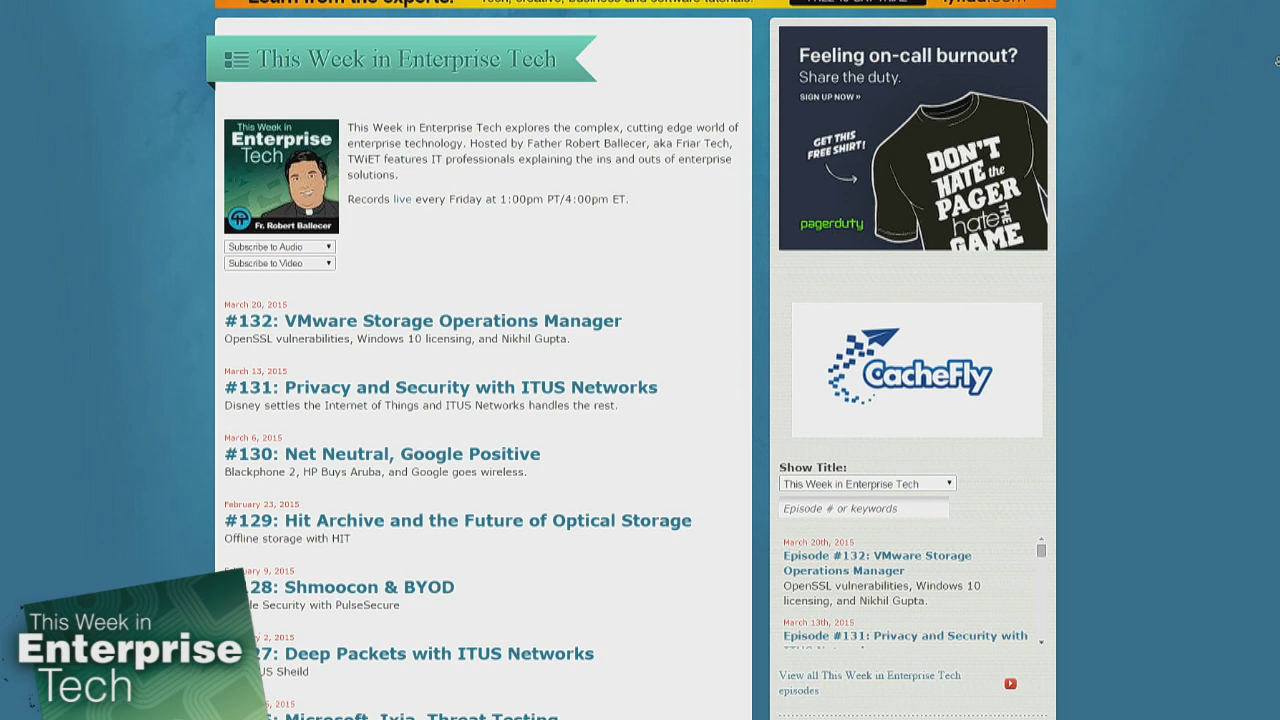 Learn from the experts.
Tech, creative, business and software tutorials.
This Week in Enterprise Tech
This Week in
Enterprise
Tech
Fr. Robert Ballecer
This Week in Enterprise Tech explores the complex, cutting edge world of
enterprise technology. Hosted by Father Robert Ballecer, aka Friar Tech,
TWiET features IT professionals explaining the ins and outs of enterprise
solutions.
Records live every Friday at 1:00pm PT/4:00pm ET.
Subscribe to Audio
Subscribe to Video
March 20, 2015
#132: VMware Storage Operations Manager
OpenSSL vulnerabilities, Windows 10 licensing, and Nikhil Gupta.
March 13, 2015
#131: Privacy and Security with ITUS Networks
Disney settles the Internet of Things and ITUS Networks handles the rest.
March 6, 2015
#130: Net Neutral, Google Positive
Blackphone 2, HP Buys Aruba, and Google goes wireless.
February 23, 2015
#129: Hit Archive and the Future of Optical Storage
Offline storage with HIT
9, 2015
28: Shmoocon & BYOD
Security with PulseSecure
2, 2015
27: Deep Packets with ITUS Networks
US Sheild
5, 2015
Microsoft, Ixia, Threat Testing
This Week in
Enterprise
Tech
Feeling on-call burnout?
Share the duty.
SIGN UP NOW »
GET THIS
FREE SHIRT!
DON'T
HATE the
PAGER
hate THE
GAME
pagerduty
CacheFly
Show Title:
This Week in Enterprise Tech
Episode # or keywords
March 20th, 2015
Episode #132: VMware Storage
Operations Manager
OpenSSL vulnerabilities, Windows 10
licensing, and Nikhil Gupta.
March 13th, 2015
Episode #131: Privacy and Security with
View all This Week in Enterprise Tech
episodes